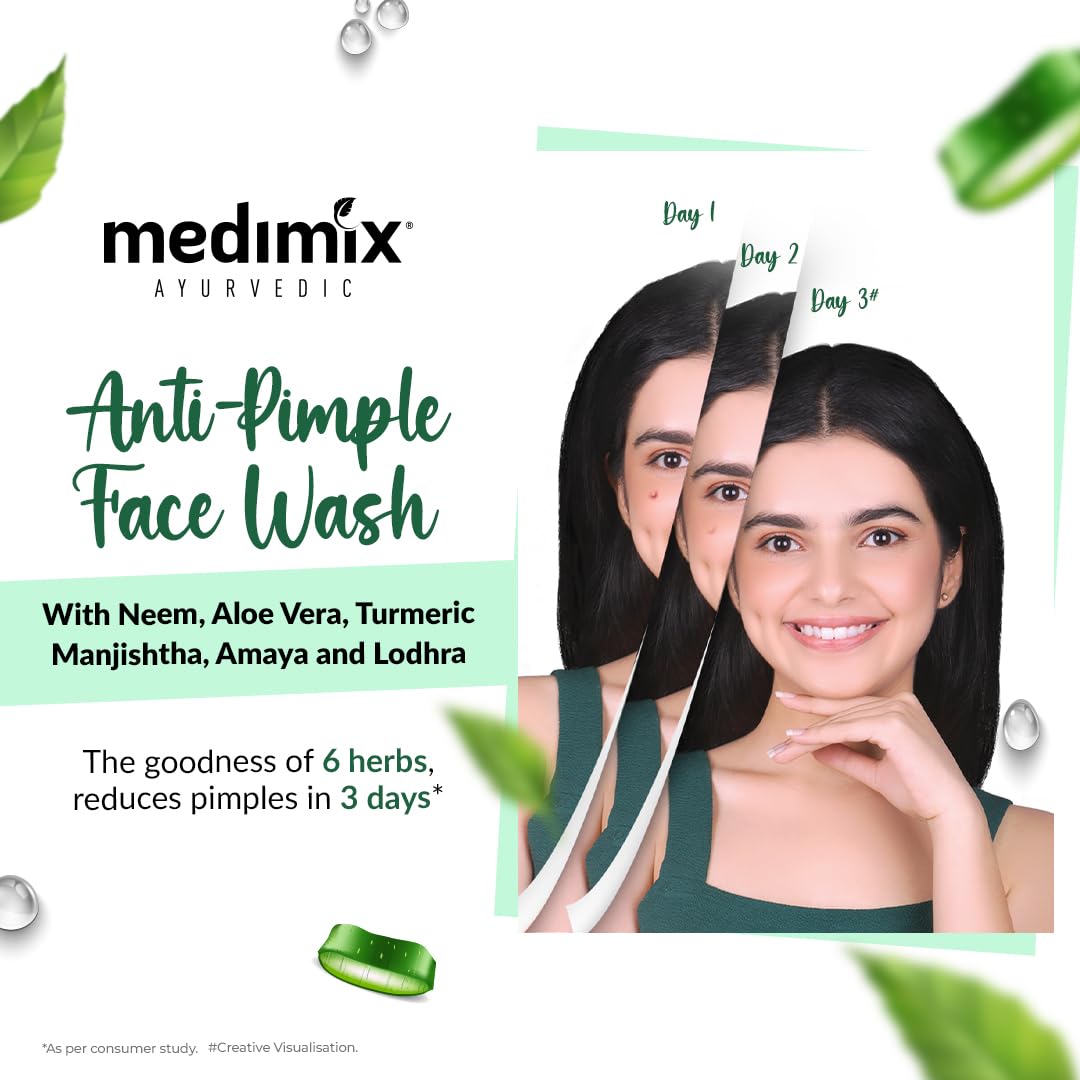 medimix®
AYURVEDIC
Anti-Pimple
Face Wash
With Neem, Aloe Vera, Turmeric
Manjishtha, Amaya and Lodhra
The goodness of 6 herbs,
reduces pimples in 3 days*
Day 1
Day 2
Day 3#
*As per consumer study. #Creative Visualisation.